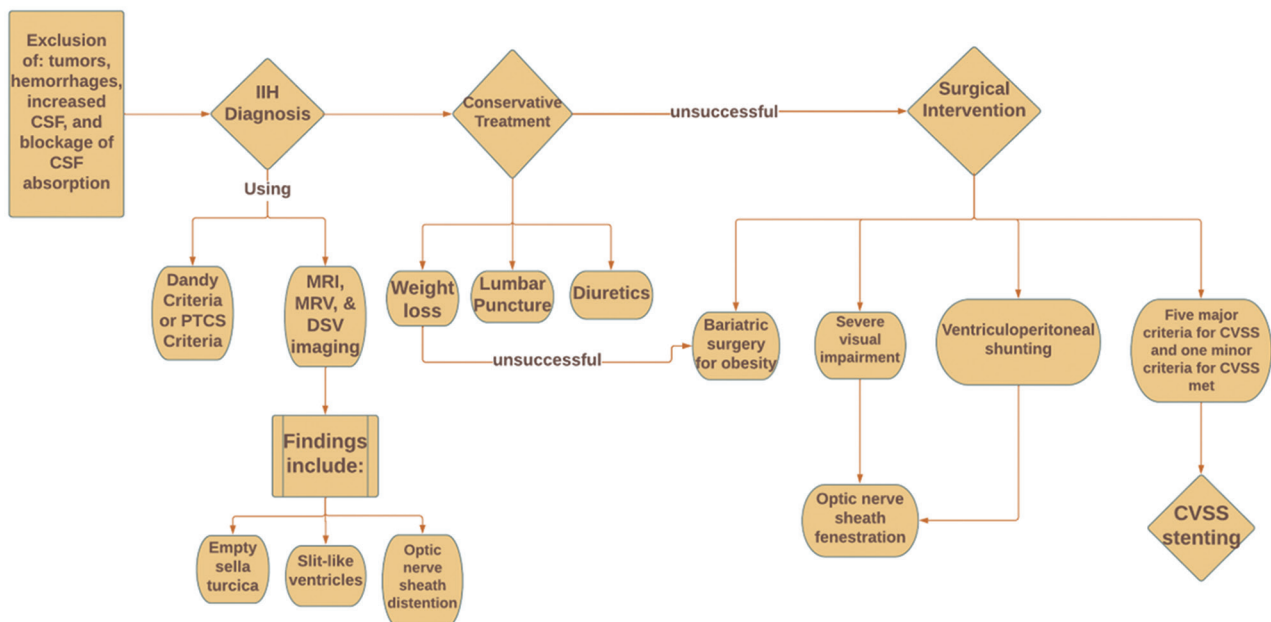 Exclusion
of: tumors,
hemorrhages,
increased
CSF, and
blockage of
CSF
absorption
IIH
Diagnosis
Conservative
Treatment
unsuccessful
Surgical
Intervention
Using
Dandy
Criteria
or PTCS
Criteria
MRI,
MRV, &
DSV
imaging
Weight
loss
Lumbar
Puncture
Diuretics
unsuccessful
Bariatric
surgery
for obesity
Severe
visual
impairment
Ventriculoperitoneal
shunting
Five major
criteria for CVSS
and one minor
criteria for CVSS
met
Findings
include:
Empty
sella
turcica
Slit-like
ventricles
Optic
nerve
sheath
distention
Optic nerve
sheath
fenestration
CVSS
stenting